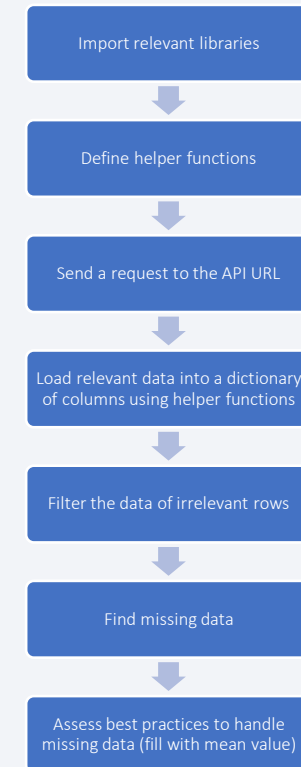 Import relevant libraries
Define helper functions
Send a request to the API URL
Load relevant data into a dictionary
of columns using helper functions
Filter the data of irrelevant rows
Find missing data
Assess best practices to handle
missing data (fill with mean value)